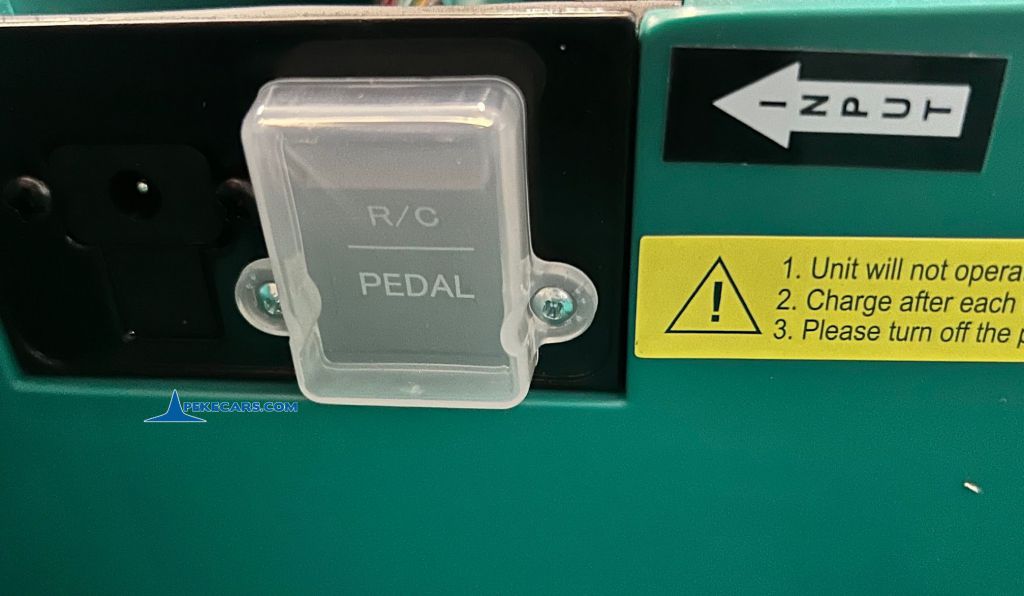 INPUT
R/C
PEDAL
1. Unit will not opera
2. Charge after each
3. Please turn off the p
PEKECARS.COM